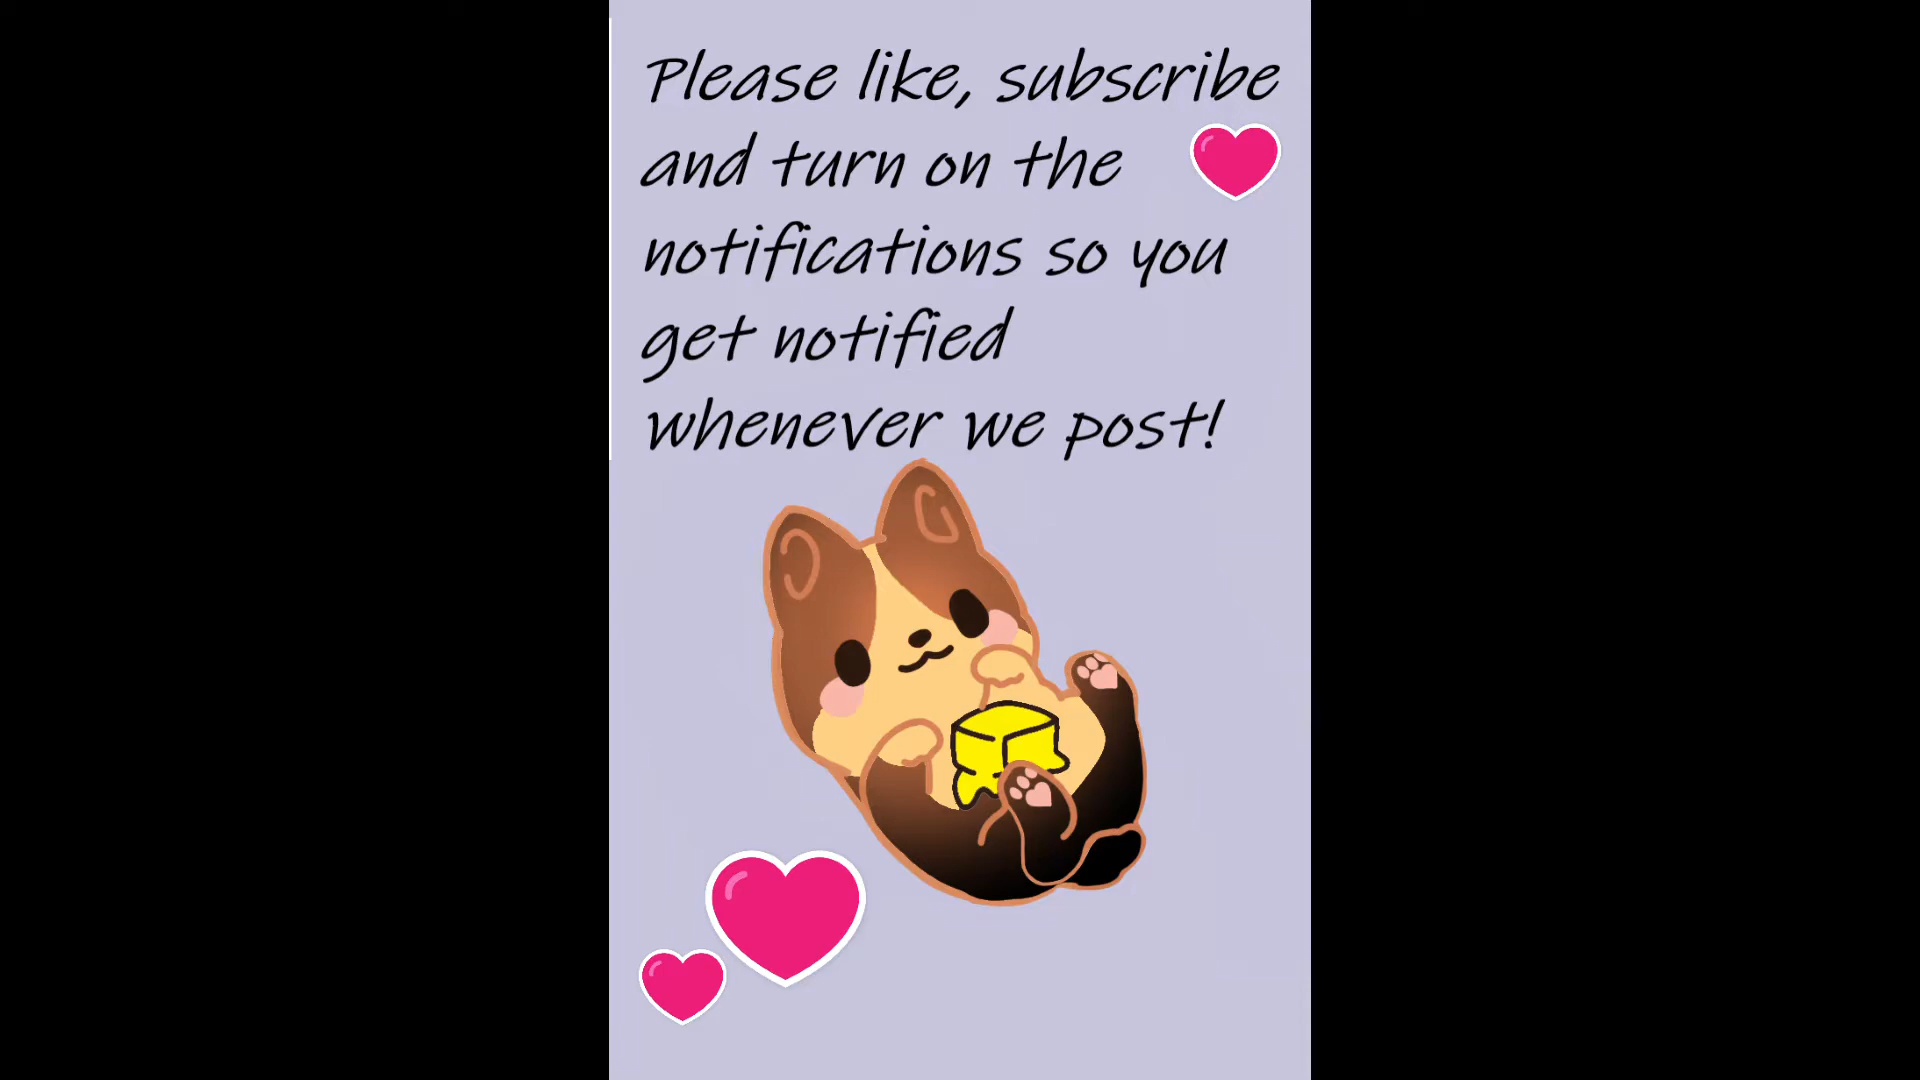 Please like, subscribe
and turn on the
notifications so you
get notified
whenever we post!